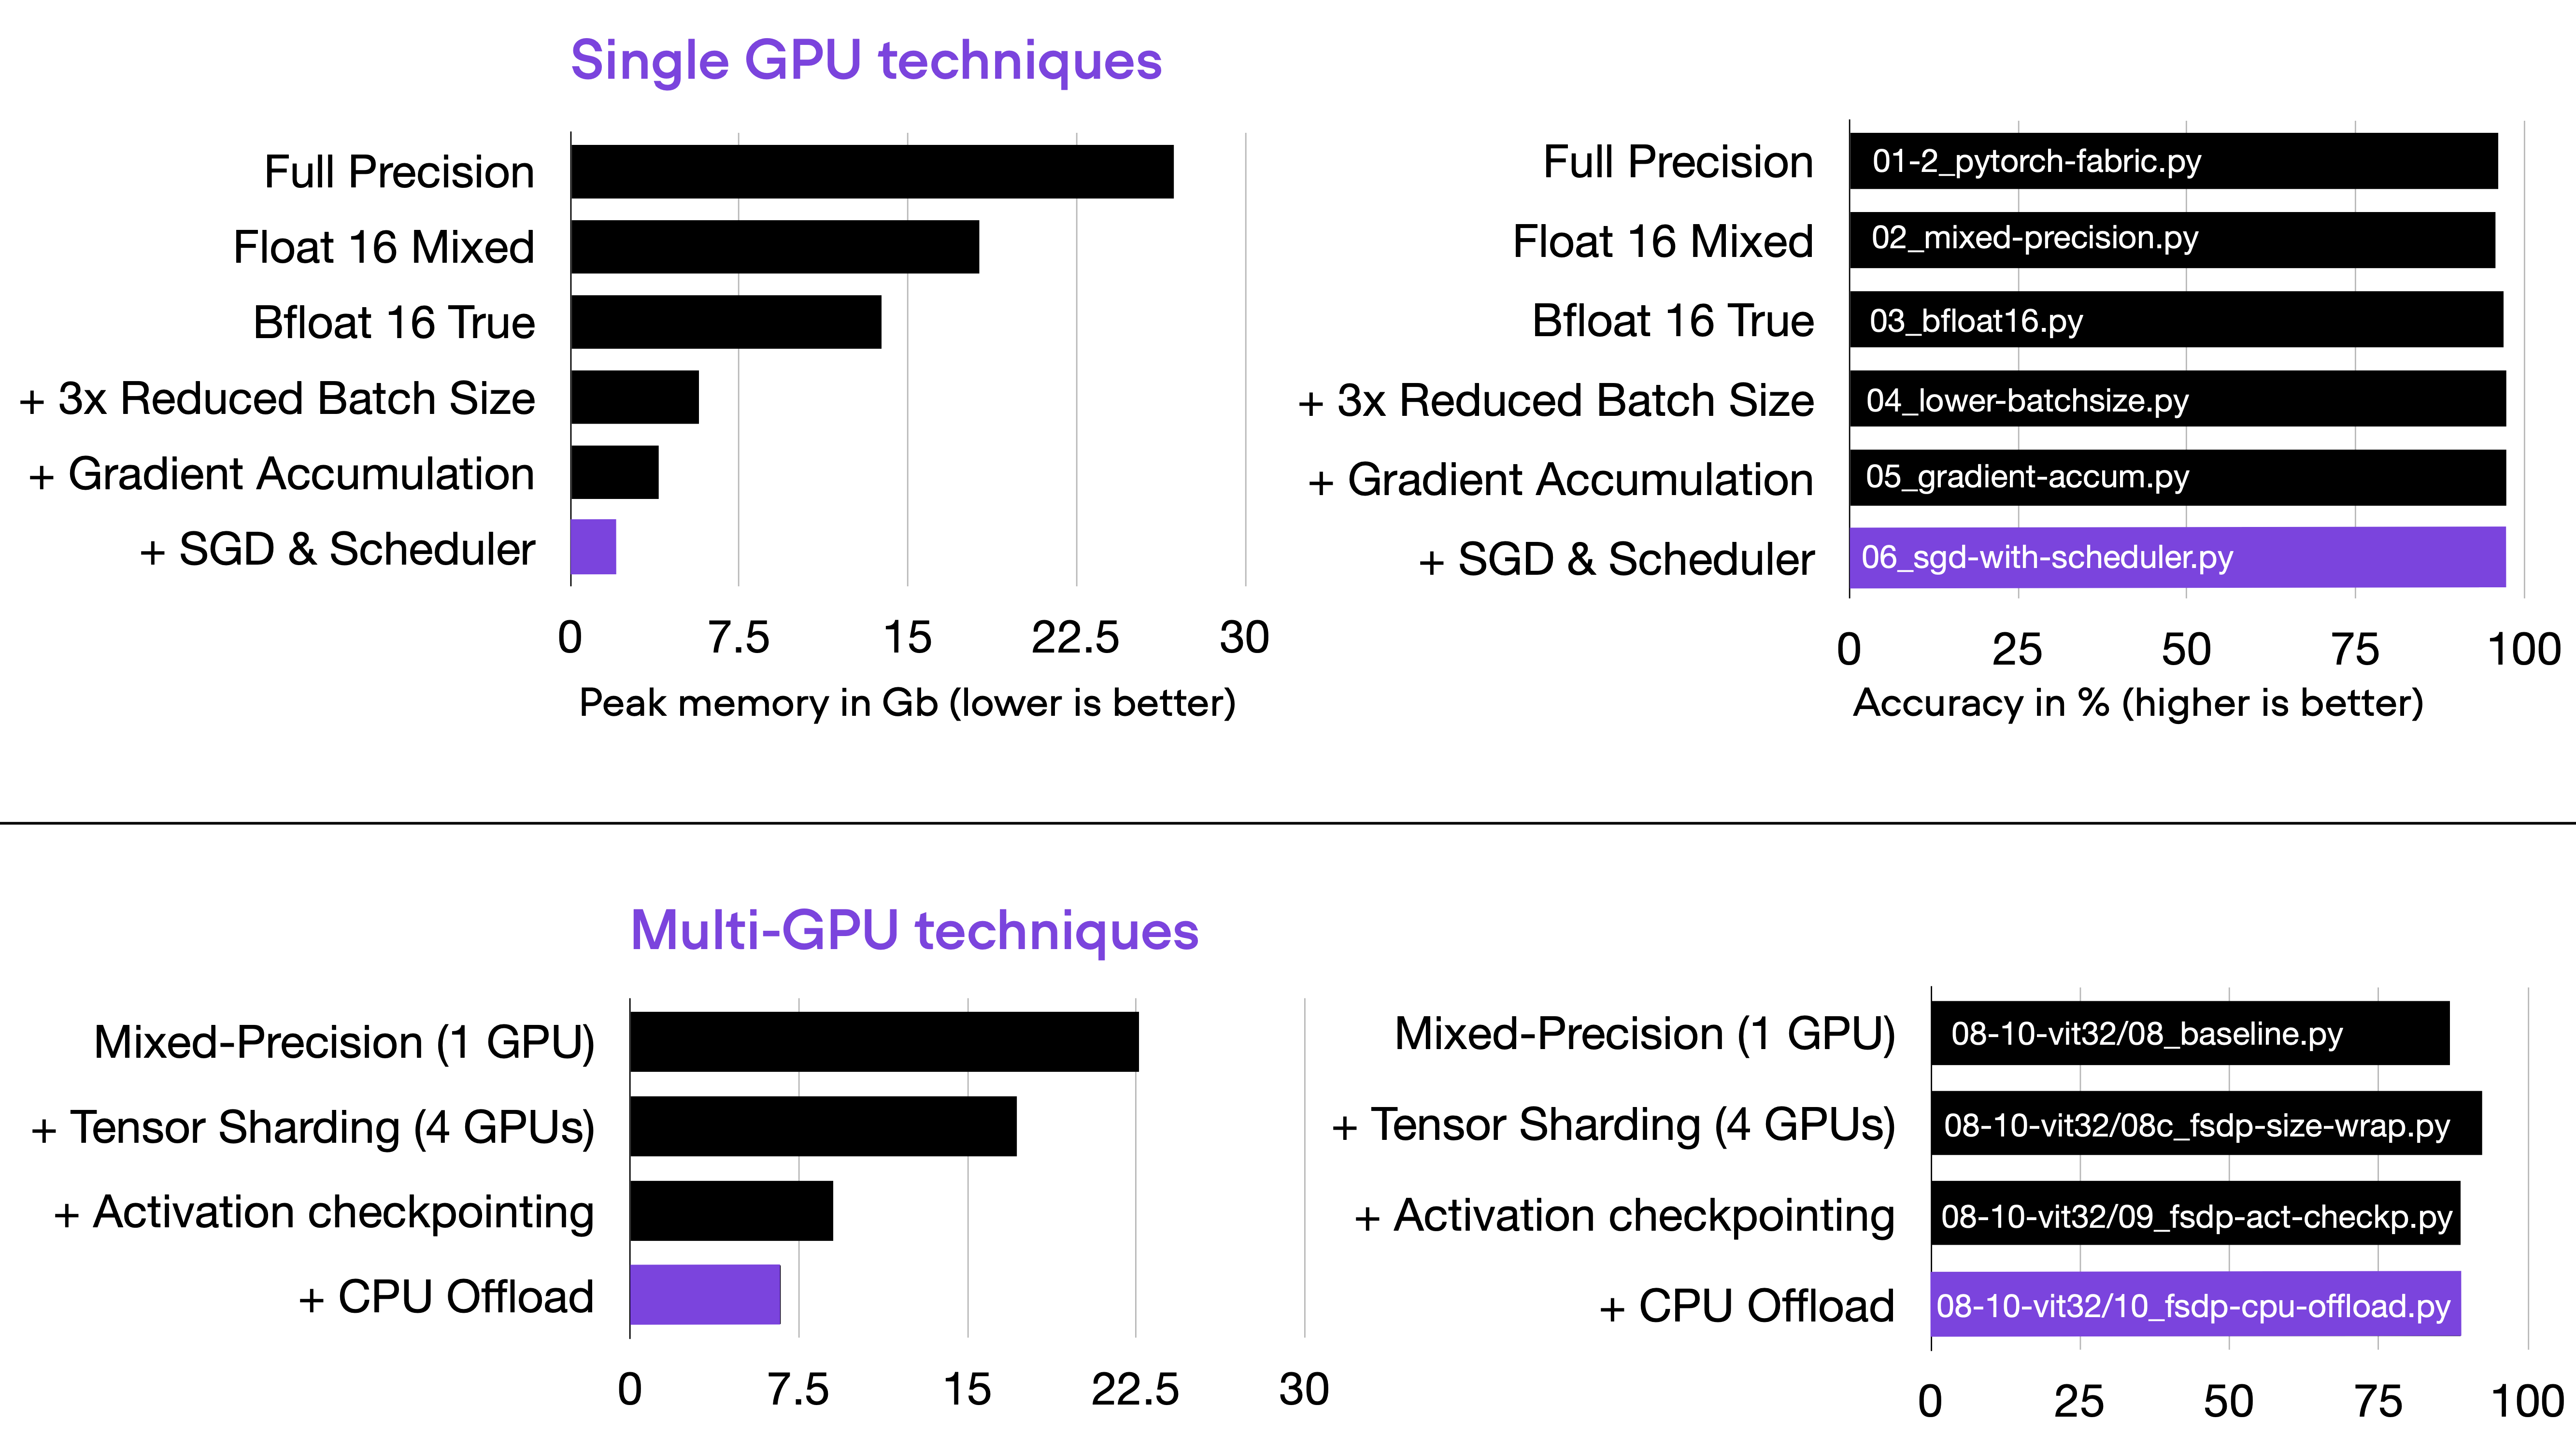 Single GPU techniques
Full Precision
Float 16 Mixed
Bfloat 16 True
+ 3x Reduced Batch Size
+ Gradient Accumulation
+ SGD & Scheduler
0 7.5 15 22.5 30
Peak memory in Gb (lower is better)
Full Precision 01-2_pytorch-fabric.py
Float 16 Mixed 02_mixed-precision.py
Bfloat 16 True 03_bfloat16.py
+ 3x Reduced Batch Size 04_lower-batchsize.py
+ Gradient Accumulation 05_gradient-accum.py
+ SGD & Scheduler 06_sgd-with-scheduler.py
0 25 50 75 100
Accuracy in % (higher is better)
Multi-GPU techniques
Mixed-Precision (1 GPU)
+ Tensor Sharding (4 GPUs)
+ Activation checkpointing
+ CPU Offload
0 7.5 15 22.5 30
Mixed-Precision (1 GPU) 08-10-vit32/08_baseline.py
+ Tensor Sharding (4 GPUs) 08-10-vit32/08c_fsdp-size-wrap.py
+ Activation checkpointing 08-10-vit32/09_fsdp-act-checkp.py
+ CPU Offload 08-10-vit32/10_fsdp-cpu-offload.py
0 25 50 75 100